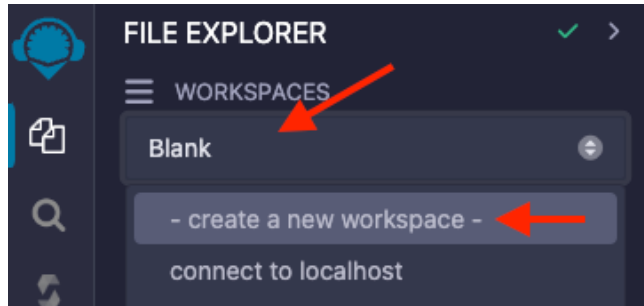 FILE EXPLORER
WORKSPACES
Blank
- create a new workspace -
connect to localhost